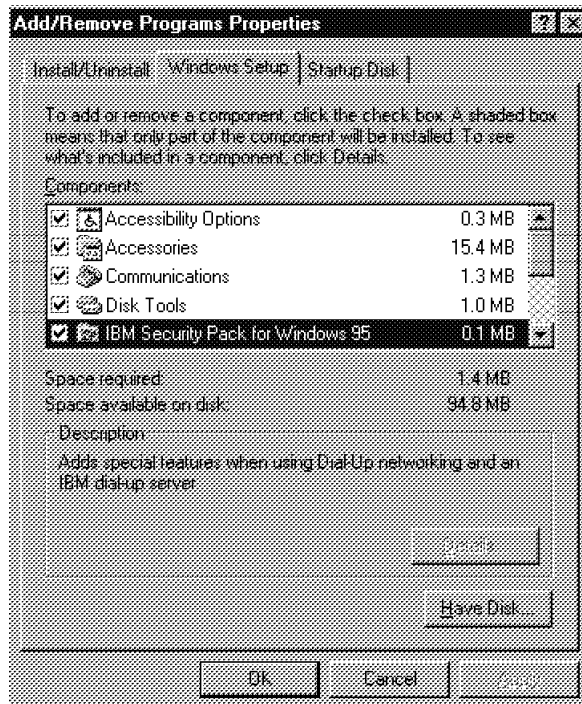 Add/Remove Programs Properties
Install/Uninstall Windows Setup Startup Disk
To add or remove a component, click the check box. A shaded box
means that only part of the component will be installed. To see
what's included in a component, click Details.
Components:
Accessibility Options 0.3 MB
Accessories 15.4 MB
Communications 1.3 MB
Disk Tools 1.0 MB
IBM Security Pack for Windows 95 0.1 MB
Space required: 1.4 MB
Space available on disk: 94.8 MB
Description
Adds special features when using Dial-Up networking and an
IBM dial-up server
Details...
Have Disk...
OK Cancel